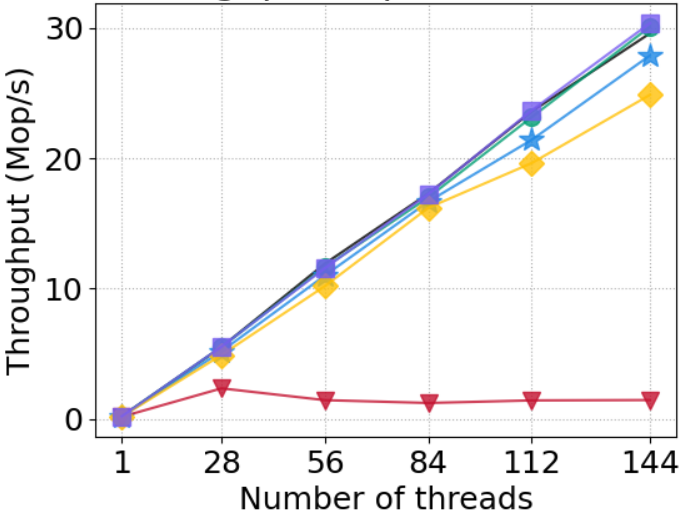 30
20
10
0
Throughput (Mop/s)
1 28 56 84 112 144
Number of threads